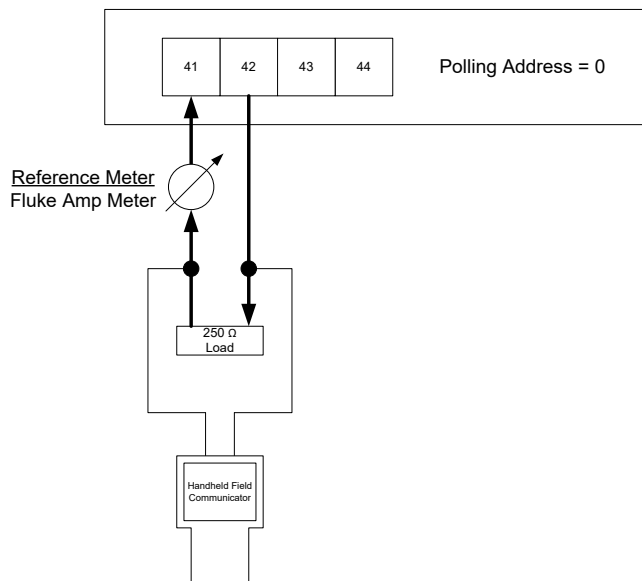 41 42 43 44 Polling Address = 0
Reference Meter
Fluke Amp Meter
250 Ω
Load
Handheld Field
Communicator